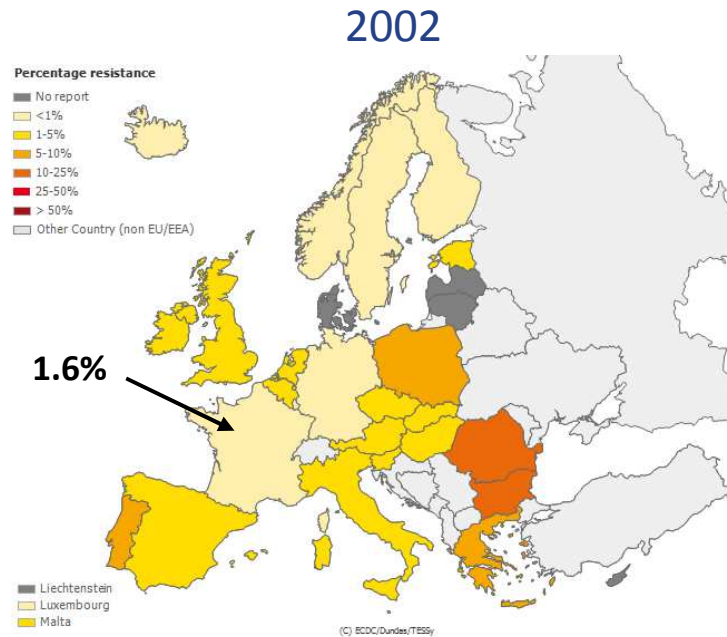 2002
Percentage resistance
No report
<1%
1-5%
5-10%
10-25%
25-50%
> 50%
Other Country (non EU/EEA)
1.6%
Liechtenstein
Luxembourg
Malta
(C) ECDC/Dundas/TESSy